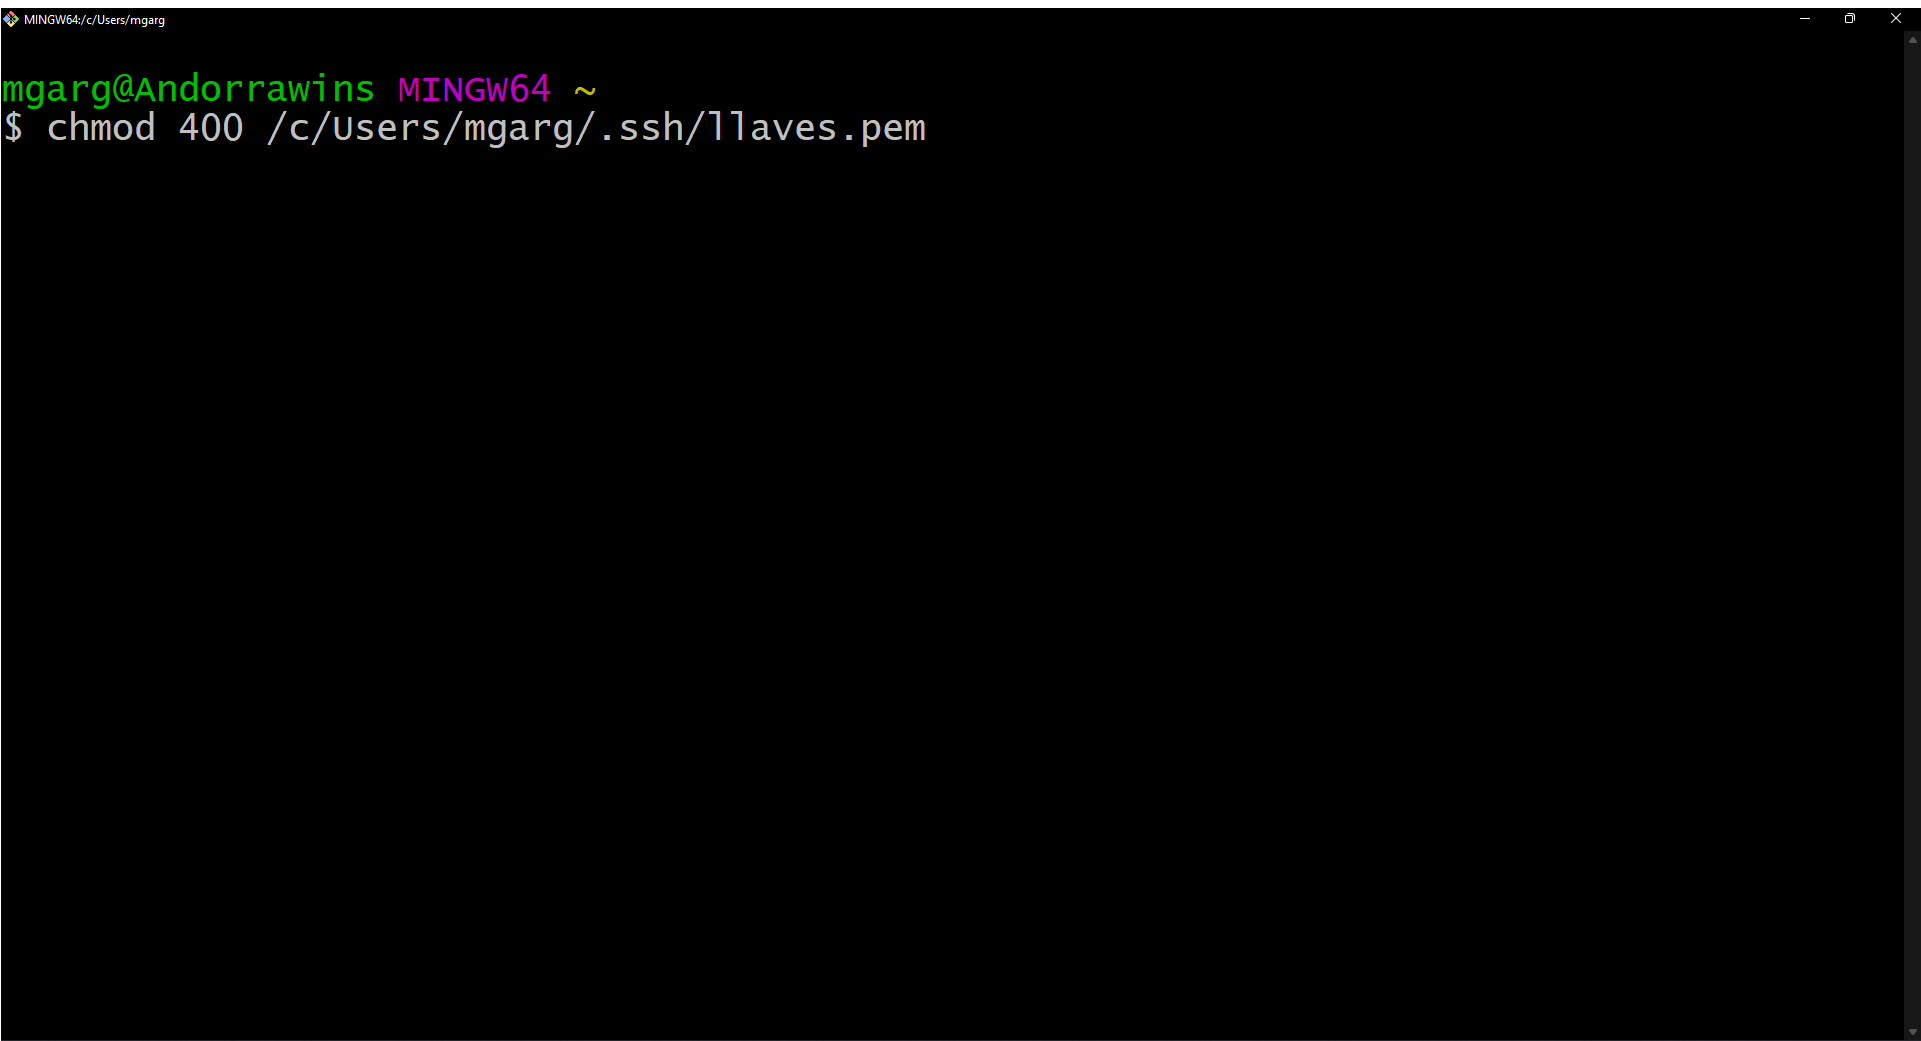 MINGW64:/c/Users/mgarg
mgarg@Andorrawins MINGW64 ~
$ chmod 400 /c/Users/mgarg/.ssh/llaves.pem